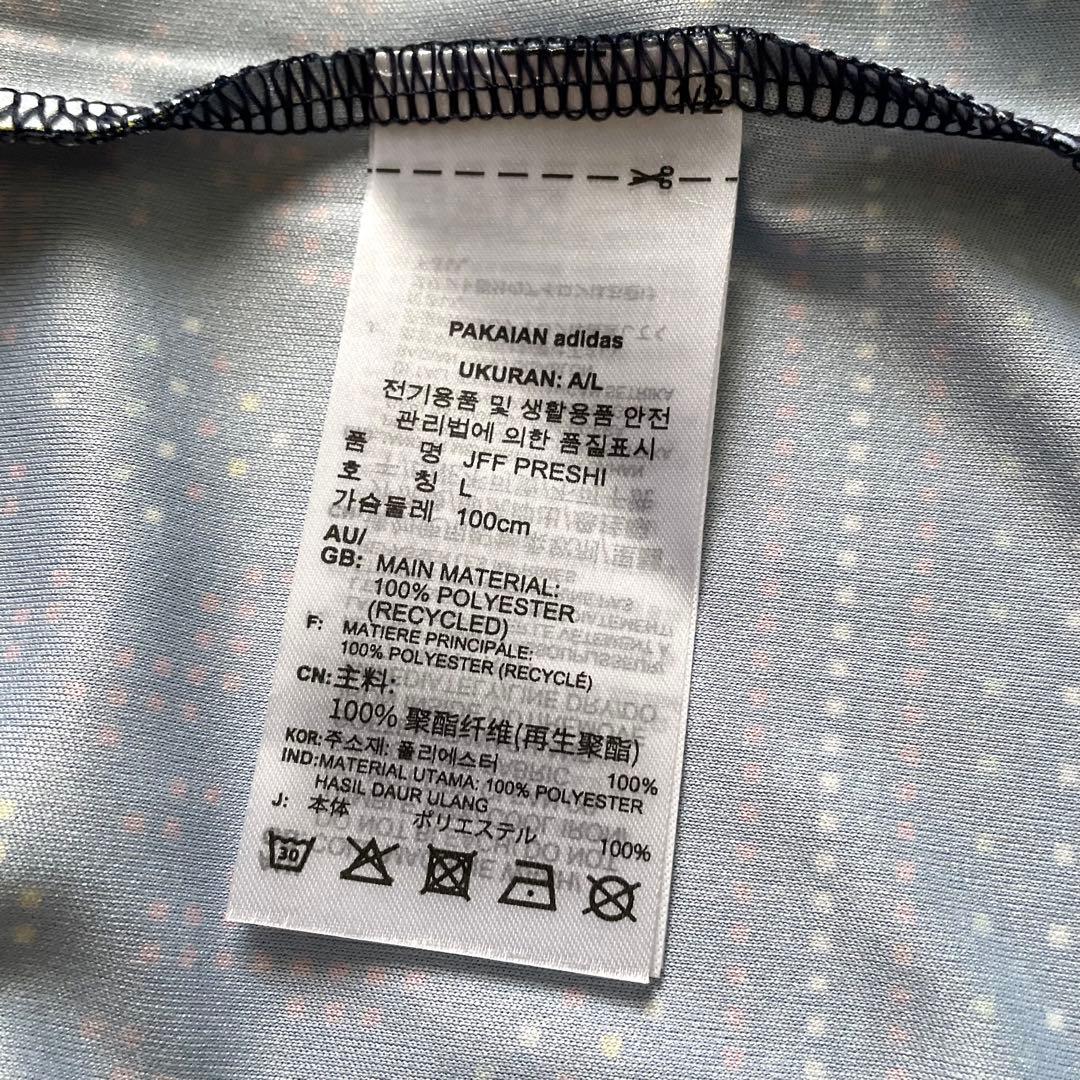 1/2
PAKAIAN adidas
UKURAN: A/L
전기용품 및 생활용품 안전
관리법에 의한 품질표시
품 명 JFF PRESHI
호 칭 L
가슴둘레 100cm
AU/
GB: MAIN MATERIAL:
100% POLYESTER
(RECYCLED)
F: MATIERE PRINCIPALE:
100% POLYESTER (RECYCLÉ)
CN: 主料:
100% 聚酯纤维(再生聚酯)
KOR: 주소재: 폴리에스터 100%
IND: MATERIAL UTAMA: 100% POLYESTER
HASIL DAUR ULANG
J: 本体 ポリエステル 100%
30